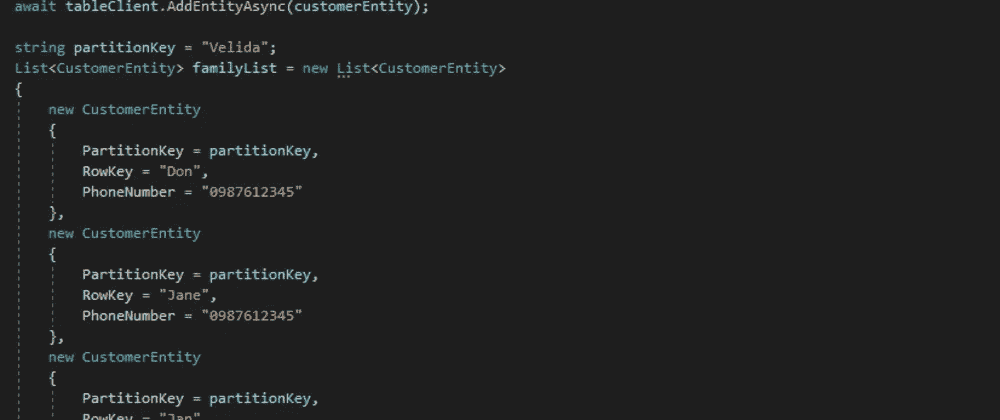 await tableClient.AddEntityAsync(customerEntity);
string partitionKey = "Velida";
List<CustomerEntity> familyList = new List<CustomerEntity>
{
new CustomerEntity
{
PartitionKey = partitionKey,
RowKey = "Don",
PhoneNumber = "0987612345"
},
new CustomerEntity
{
PartitionKey = partitionKey,
RowKey = "Jane",
PhoneNumber = "0987612345"
},
new CustomerEntity
{
PartitionKey = partitionKey,
RowKey = "Jan"